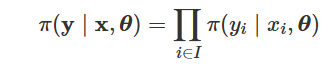 π(𝐲 ∣ 𝐱, 𝜽) = ∏_{i∈I} π(y_i ∣ x_i, 𝜽)